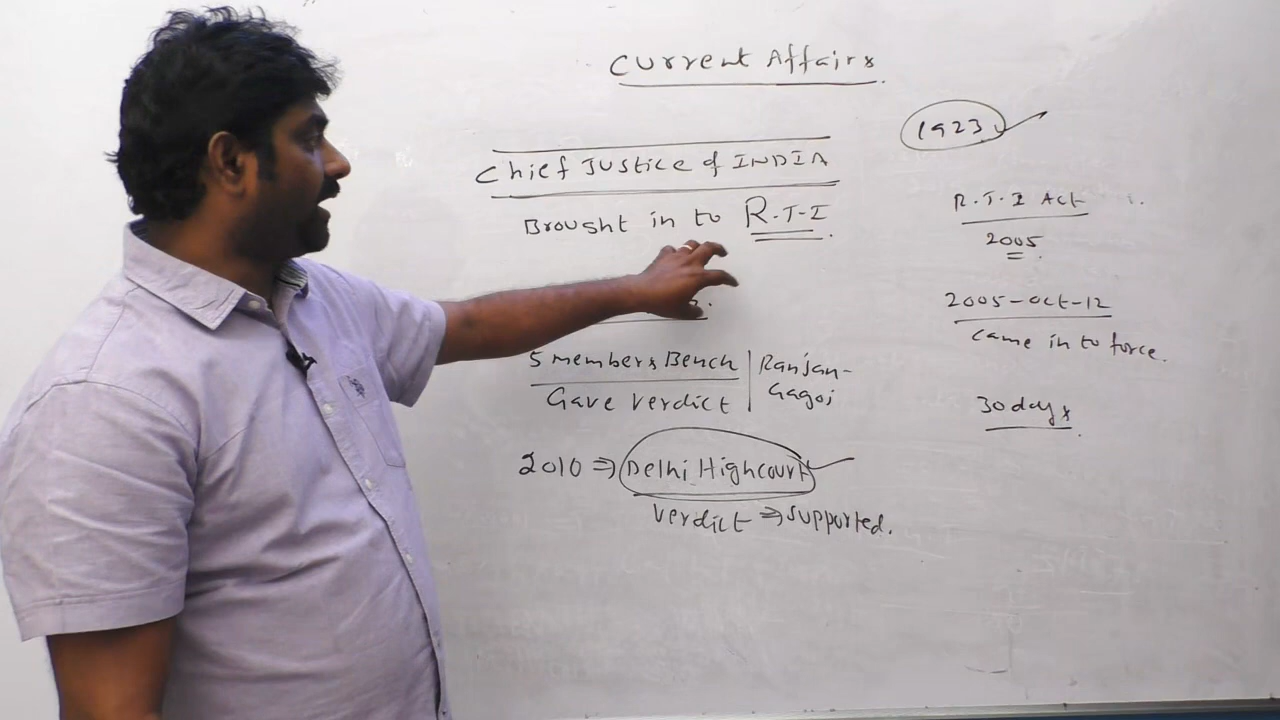 Current Affairs
Chief Justice of INDIA
Brought in to R.T.I.
5 members Bench
Gave verdict
Ranjan-
Gagoi
2010 ⇒ Delhi Highcourt
verdict ⇒ supported.
1923
R.T.I Act
2005.
2005-Oct-12
came in to force.
30 days.